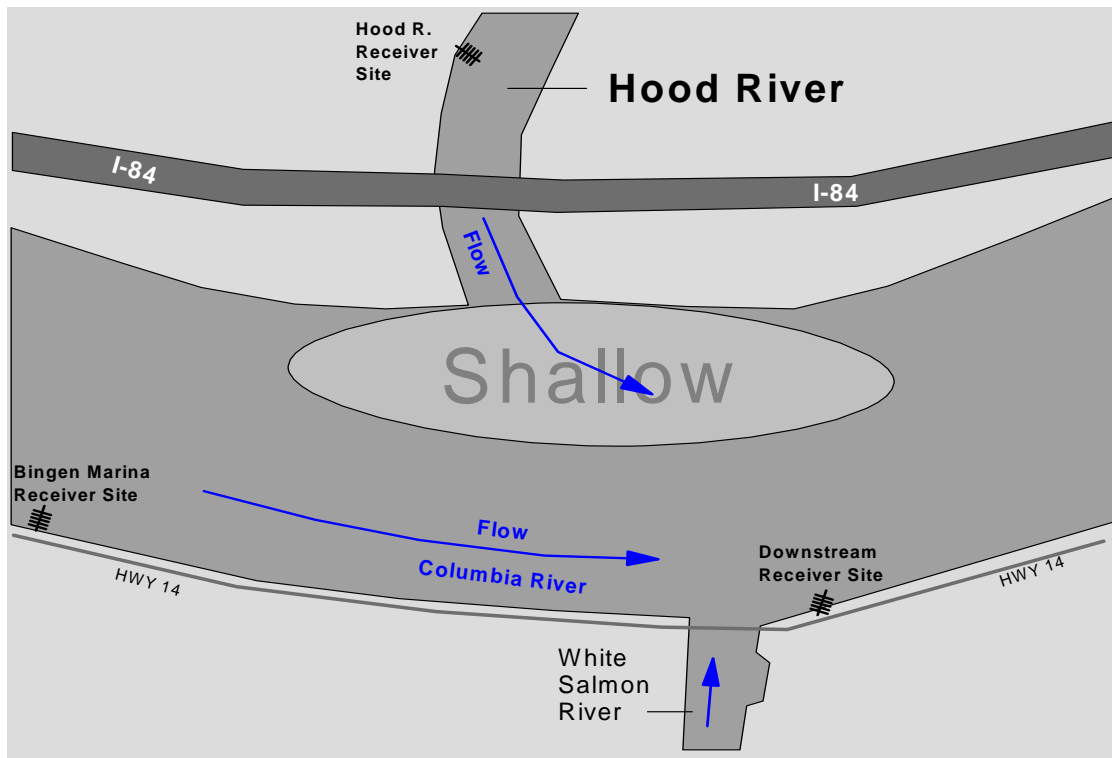 Hood R.
Receiver
Site
Hood River
I-84
I-84
Flow
Shallow
Bingen Marina
Receiver Site
Flow
Columbia River
Downstream
Receiver Site
HWY 14
HWY 14
White
Salmon
River